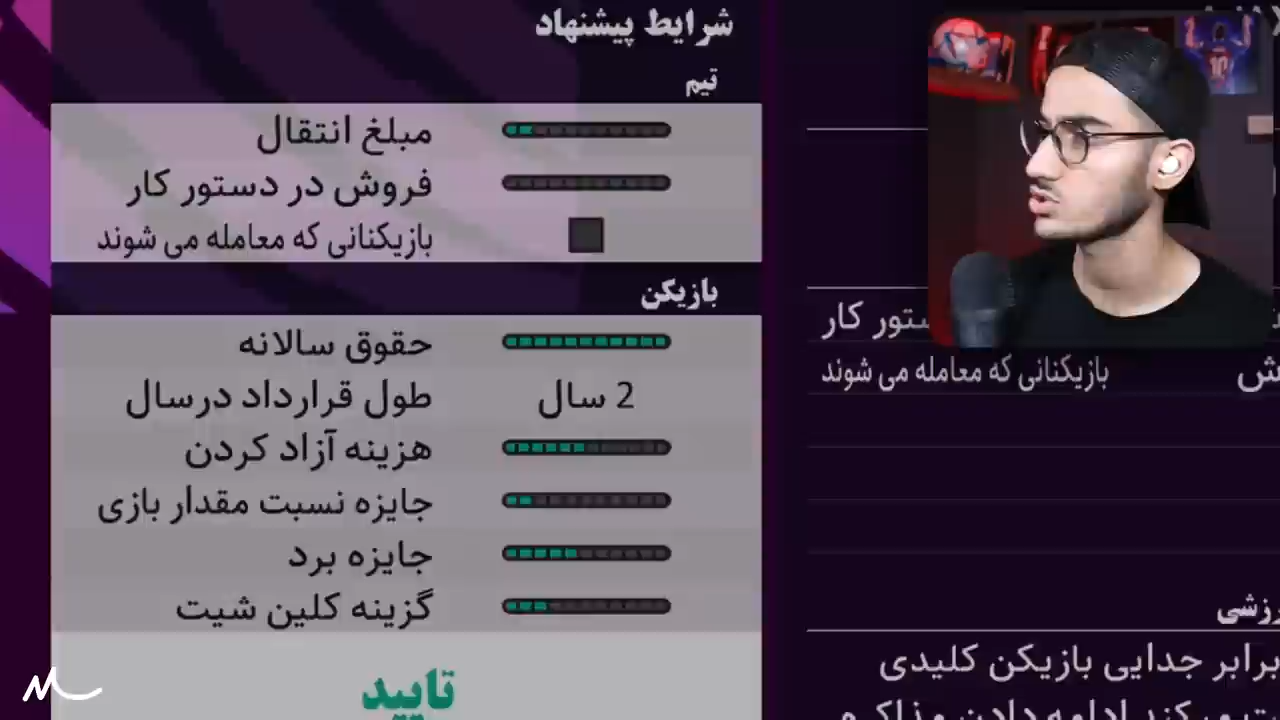 شرایط پیشنهاد
تیم
مبلغ انتقال
فروش در دستور کار
بازیکنانی که معامله می شوند
بازیکن
حقوق سالانه
طول قرارداد درسال 2 سال
هزینه آزاد کردن
جایزه نسبت مقدار بازی
جایزه برد
گزینه کلین شیت
تایید
کار
بازیکنانی که معامله می شوند
برابر جدایی بازیکن کلیدی
10